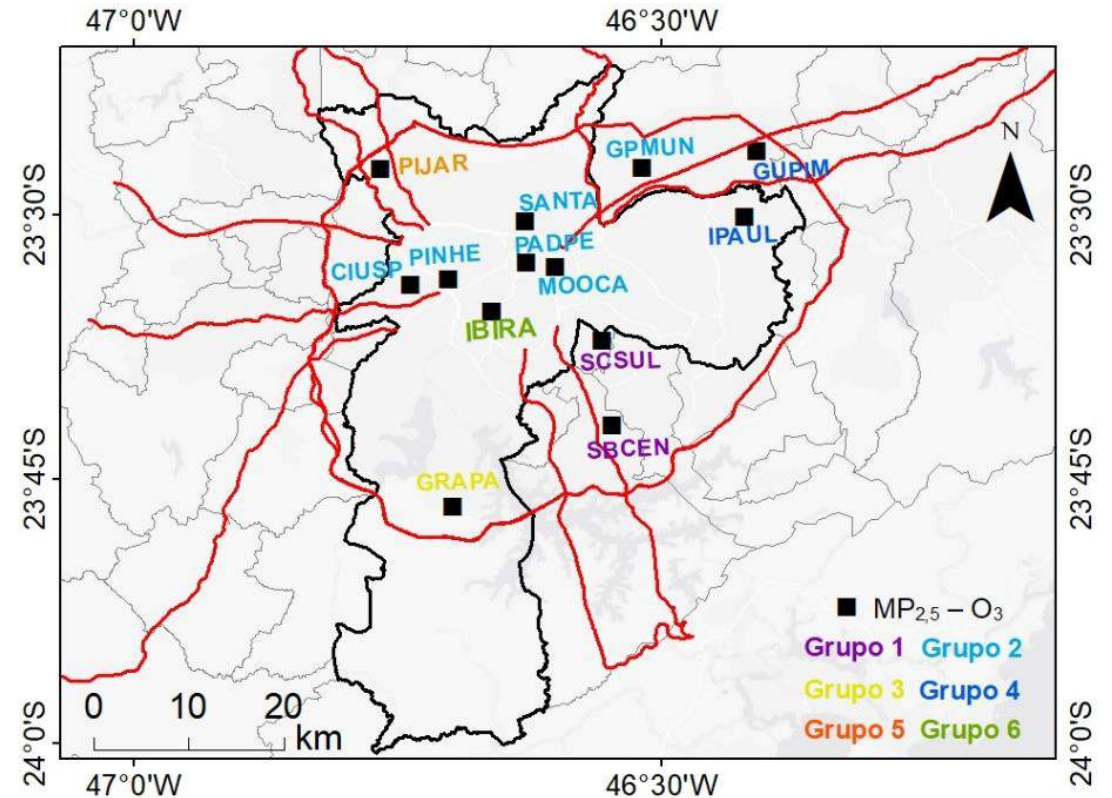 47°0'W 46°30'W
N
GPMUN
PIJAR GUPIM
SANTA
23°30'S 23°30'S
IPAUL
PADPE
PINHE
CIUSP
MOOCA
IBIRA
SCSUL
SBCEN
23°45'S 23°45'S
GRAPA
MP2,5 – O3
Grupo 1 Grupo 2
Grupo 3 Grupo 4
Grupo 5 Grupo 6
0 10 20
km
24°0'S 24°0'S
47°0'W 46°30'W